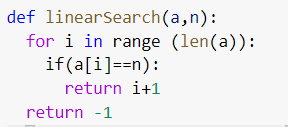 def linearSearch(a,n):
  for i in range (len(a)):
    if(a[i]==n):
      return i+1
  return -1